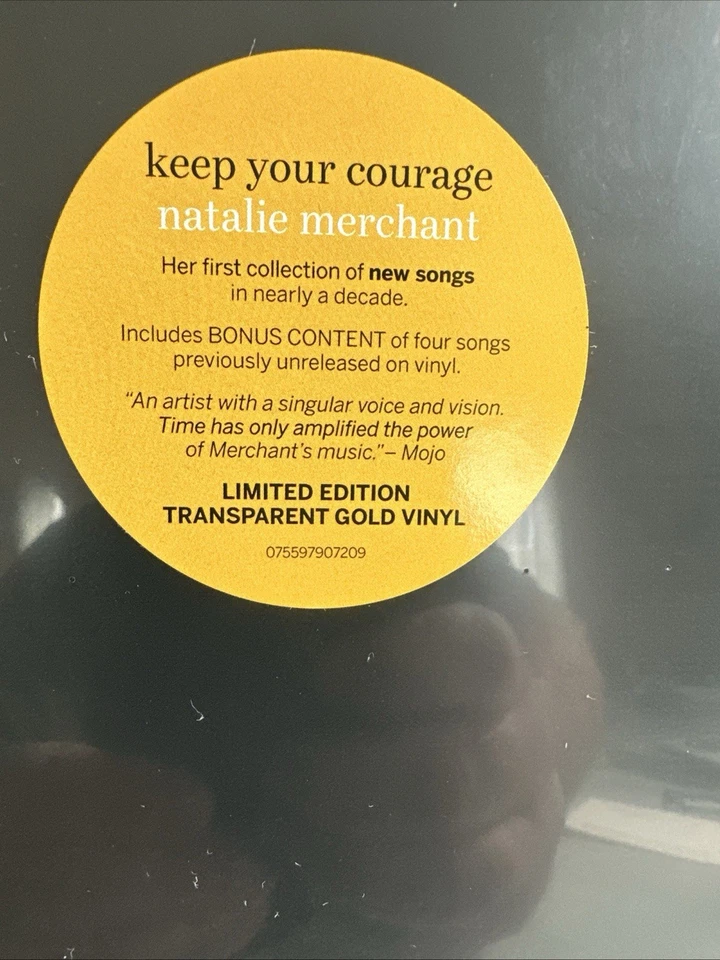 keep your courage
natalie merchant
Her first collection of new songs
in nearly a decade.
Includes BONUS CONTENT of four songs
previously unreleased on vinyl.
“An artist with a singular voice and vision.
Time has only amplified the power
of Merchant's music.”– Mojo
LIMITED EDITION
TRANSPARENT GOLD VINYL
075597907209